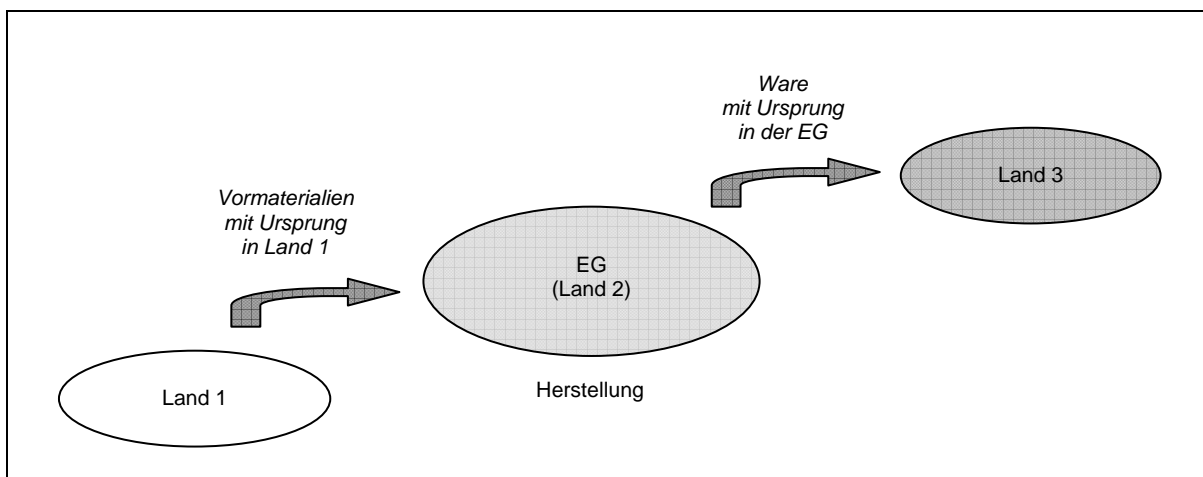 Ware
mit Ursprung
in der EG
Land 3
Vormaterialien
mit Ursprung
in Land 1
EG
(Land 2)
Land 1
Herstellung